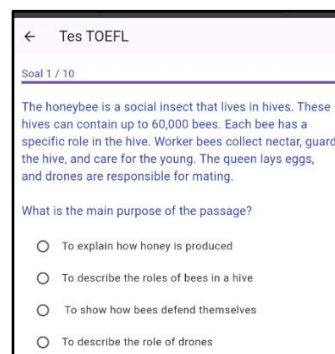 Tes TOEFL
Soal 1 / 10
The honeybee is a social insect that lives in hives. These
hives can contain up to 60,000 bees. Each bee has a
specific role in the hive. Worker bees collect nectar, guard
the hive, and care for the young. The queen lays eggs,
and drones are responsible for mating.
What is the main purpose of the passage?
To explain how honey is produced
To describe the roles of bees in a hive
To show how bees defend themselves
To describe the role of drones